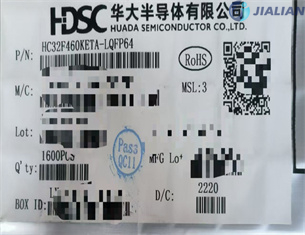 HDSC 华大半导体有限公司 JIALIAN
HUADA SEMICONDUCTOR CO.,LTD.
P/N: HC32F460KETA-LQFP64
RoHS
M/C:
MSL:3
Lot:
Pass
QC11
Q'ty: 1600PCS
MFG Lot
D/C: 2220
BOX ID: